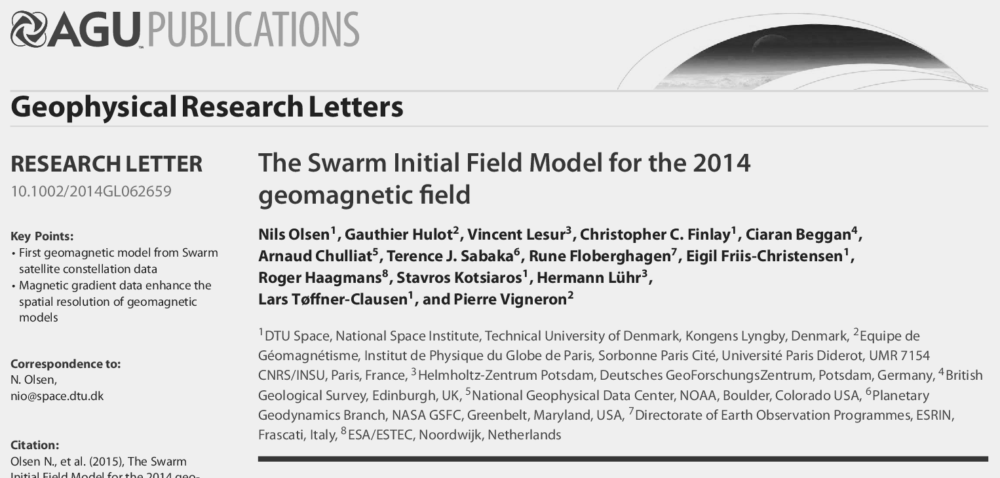 AGU PUBLICATIONS
Geophysical Research Letters
RESEARCH LETTER
10.1002/2014GL062659
Key Points:
• First geomagnetic model from Swarm
satellite constellation data
• Magnetic gradient data enhance the
spatial resolution of geomagnetic
models
Correspondence to:
N. Olsen,
nio@space.dtu.dk
Citation:
Olsen N., et al. (2015), The Swarm
Initial Field Model for the 2014 geo-
The Swarm Initial Field Model for the 2014
geomagnetic field
Nils Olsen1, Gauthier Hulot2, Vincent Lesur3, Christopher C. Finlay1, Ciaran Beggan4,
Arnaud Chulliat5, Terence J. Sabaka6, Rune Floberghagen7, Eigil Friis-Christensen1,
Roger Haagmans8, Stavros Kotsiaros1, Hermann Lühr3,
Lars Tøffner-Clausen1, and Pierre Vigneron2
1DTU Space, National Space Institute, Technical University of Denmark, Kongens Lyngby, Denmark, 2Equipe de
Géomagnétisme, Institut de Physique du Globe de Paris, Sorbonne Paris Cité, Université Paris Diderot, UMR 7154
CNRS/INSU, Paris, France, 3Helmholtz-Zentrum Potsdam, Deutsches GeoForschungsZentrum, Potsdam, Germany, 4British
Geological Survey, Edinburgh, UK, 5National Geophysical Data Center, NOAA, Boulder, Colorado USA, 6Planetary
Geodynamics Branch, NASA GSFC, Greenbelt, Maryland, USA, 7Directorate of Earth Observation Programmes, ESRIN,
Frascati, Italy, 8ESA/ESTEC, Noordwijk, Netherlands